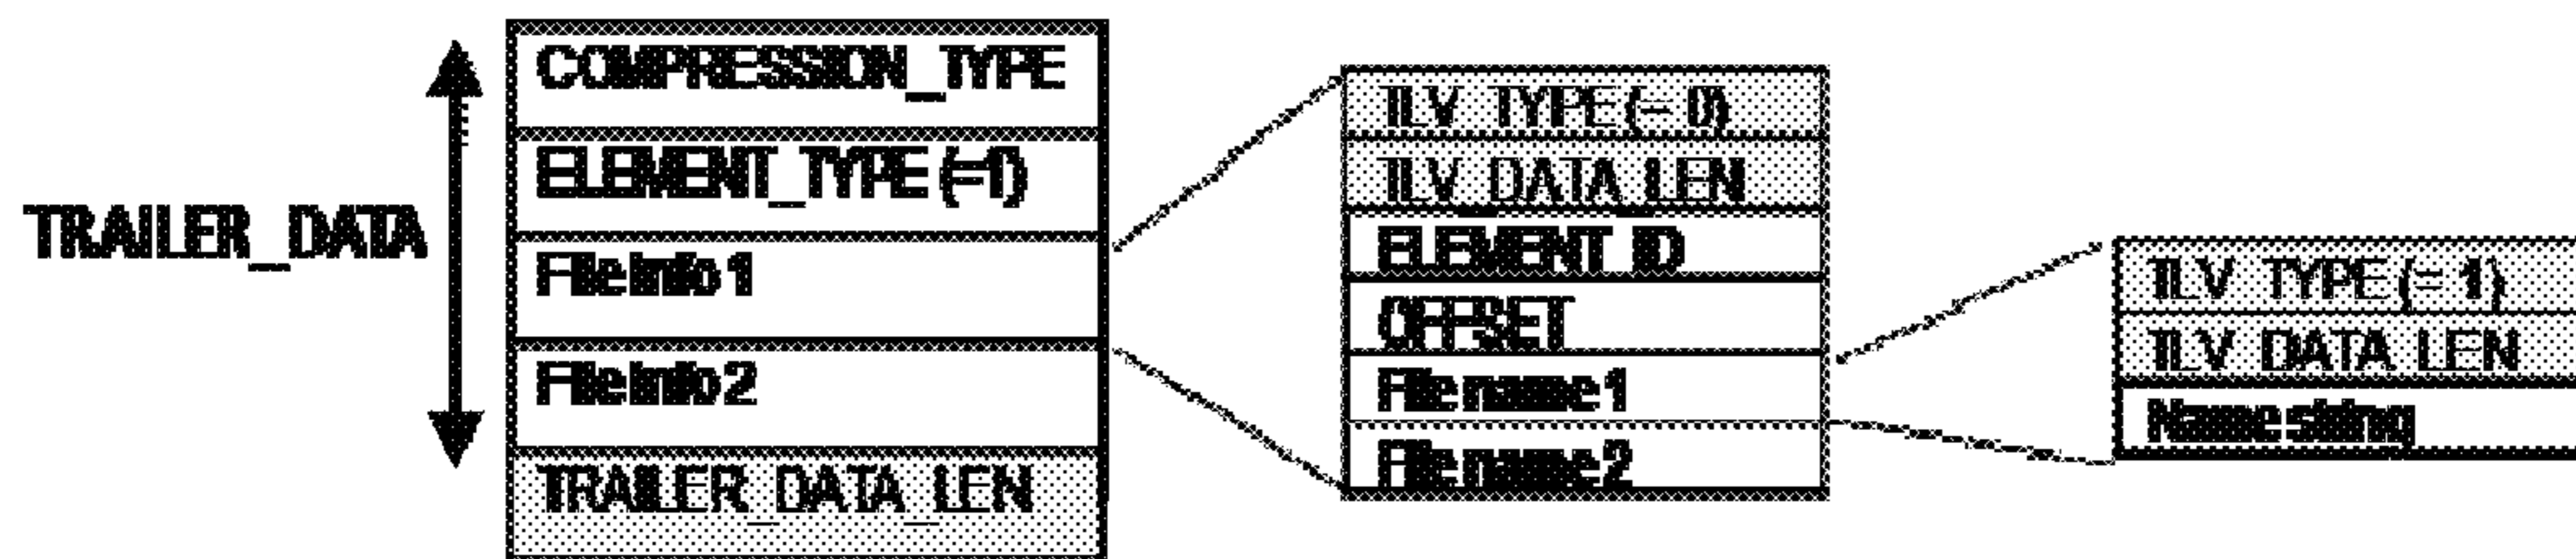 TRAILER_DATA
COMPRESSION_TYPE
ELEMENT_TYPE (=1)
File info 1
File info 2
TRAILER_DATA_LEN
TLV_TYPE (= 0)
TLV_DATA_LEN
ELEMENT_ID
OFFSET
File name 1
File name 2
TLV_TYPE (= 1)
TLV_DATA_LEN
Name string